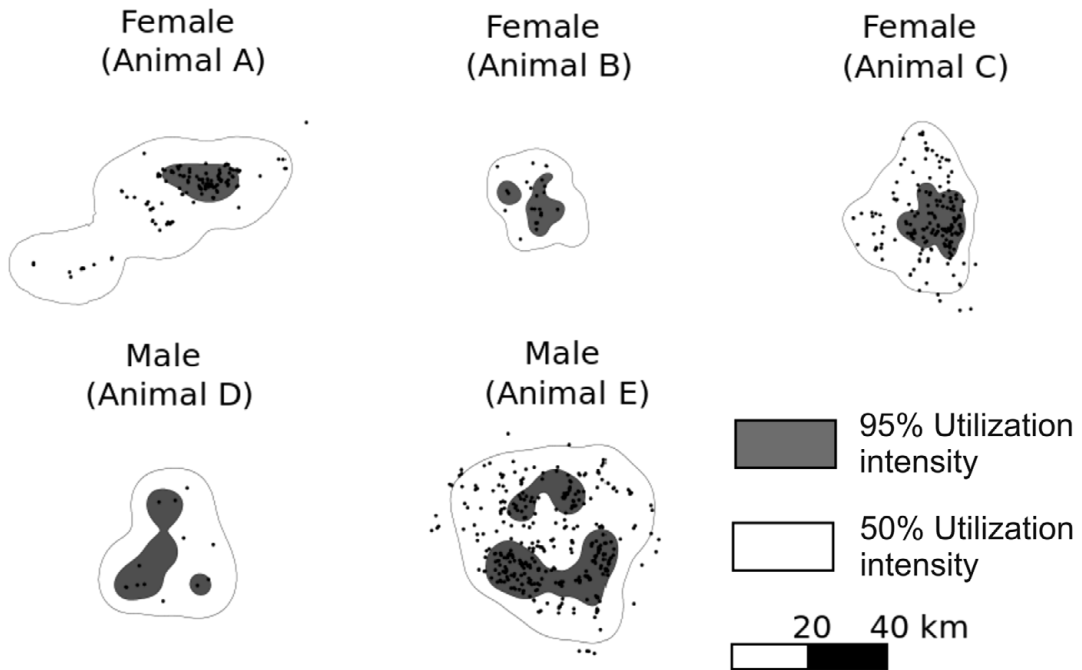 Female
(Animal A)
Female
(Animal B)
Female
(Animal C)
Male
(Animal D)
Male
(Animal E)
95% Utilization
intensity
50% Utilization
intensity
20 40 km